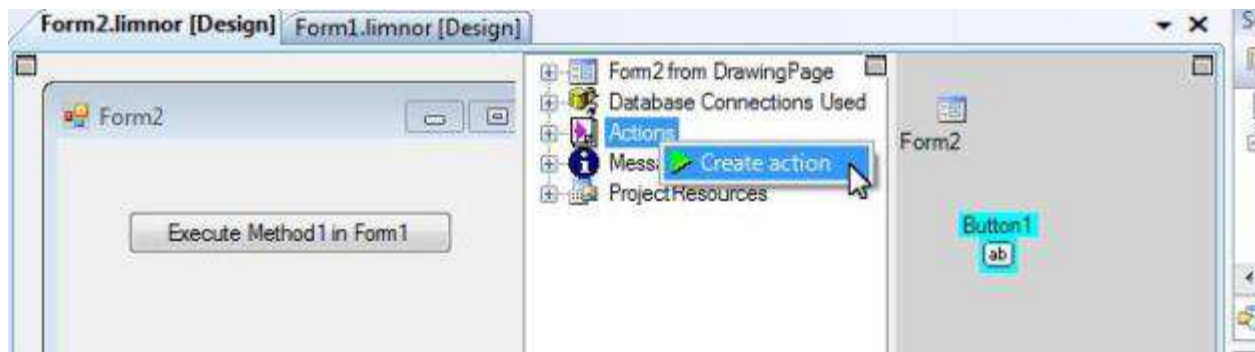 Form2.limnor [Design]
Form1.limnor [Design]
Form2
Execute Method1 in Form1
Form2 from DrawingPage
Database Connections Used
Actions
Create action
ProjectResources
Form2
Button1
ab